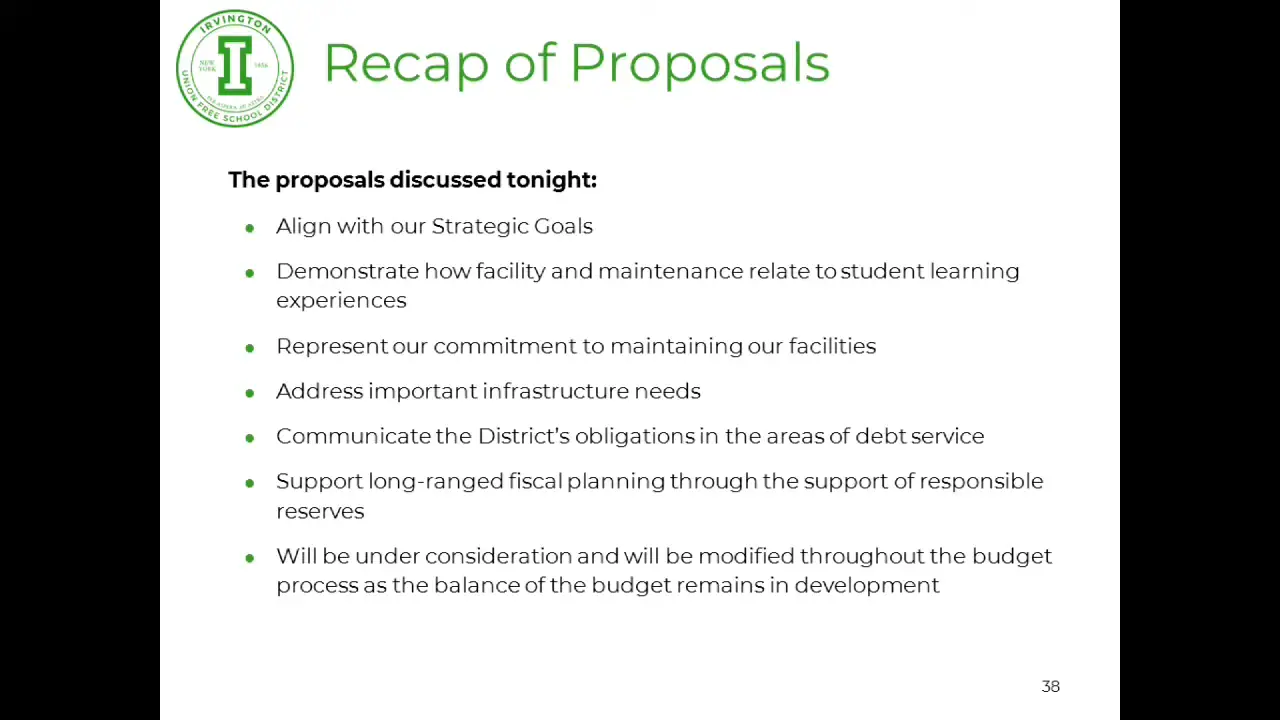 IRVINGTON
NEW
YORK
UNION FREE SCHOOL DISTRICT
I
Recap of Proposals
The proposals discussed tonight:
Align with our Strategic Goals
Demonstrate how facility and maintenance relate to student learning
experiences
Represent our commitment to maintaining our facilities
Address important infrastructure needs
Communicate the District’s obligations in the areas of debt service
Support long-ranged fiscal planning through the support of responsible
reserves
Will be under consideration and will be modified throughout the budget
process as the balance of the budget remains in development
38